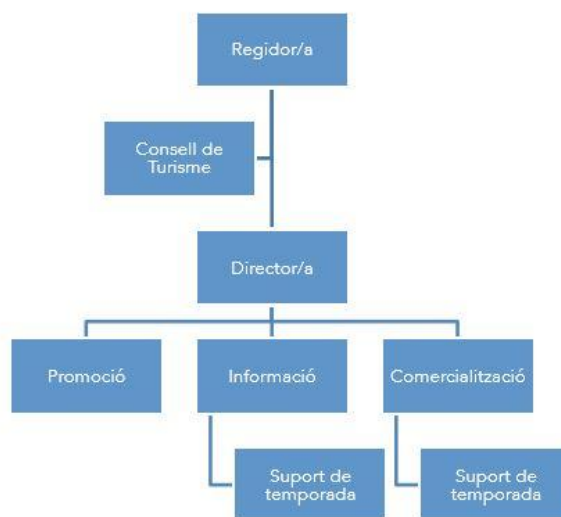 Regidor/a
Consell de
Turisme
Director/a
Promoció
Informació
Comercialització
Suport de
temporada
Suport de
temporada